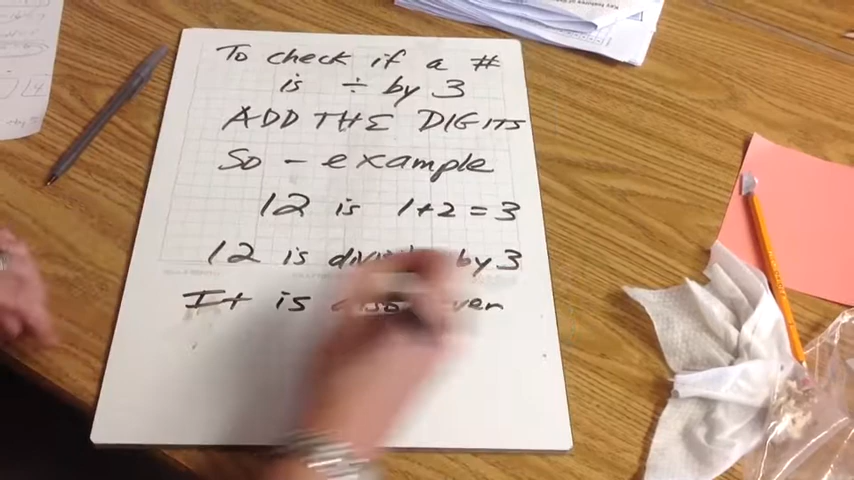 To check if a #
is ÷ by 3
ADD THE DIGITS
So - example
12 is 1+2=3
12 is by 3
It is